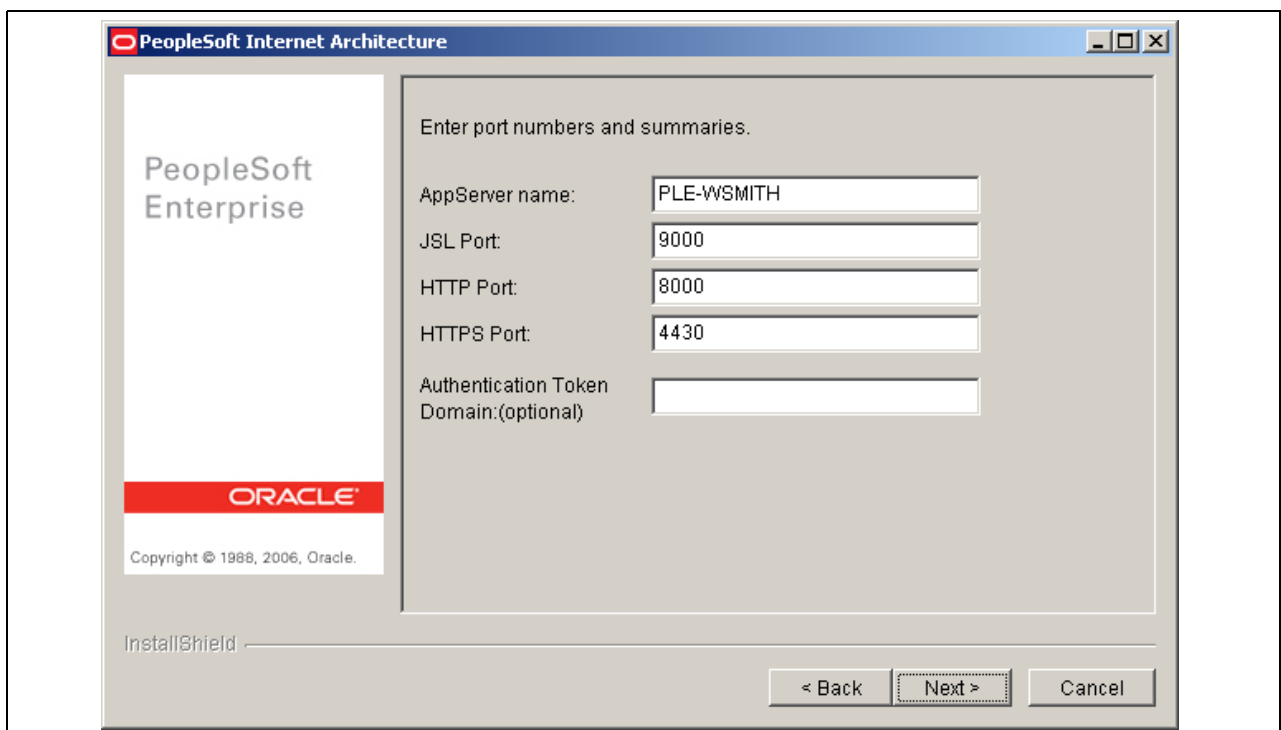 PeopleSoft Internet Architecture
PeopleSoft
Enterprise
ORACLE
Copyright © 1988, 2006, Oracle.
Enter port numbers and summaries.
AppServer name: PLE-WSMITH
JSL Port: 9000
HTTP Port: 8000
HTTPS Port: 4430
Authentication Token
Domain:(optional)
InstallShield
< Back Next > Cancel